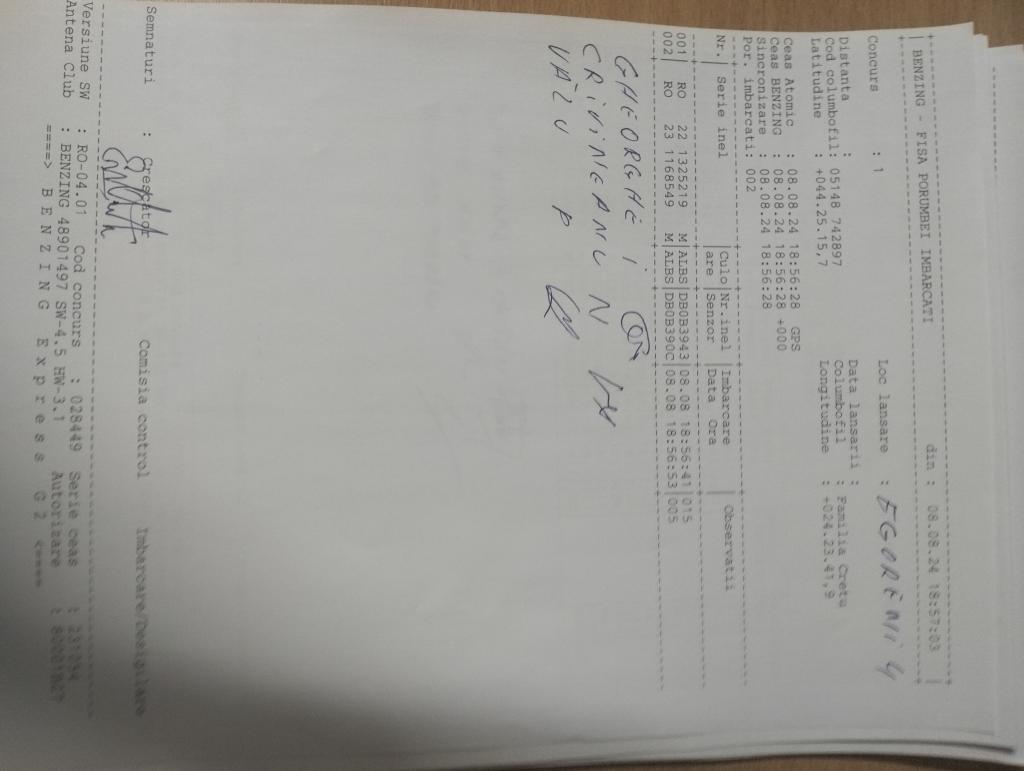 BENZING - FISA PORUMBEI IMBARCATI din : 08.08.24 18:57:03
Concurs : 1 Loc lansare :
Distanta : Data lansarii :
Cod columbofil: 05148 742897 Columbofil : Familia Cretu
Latitudine : +044.25.15,7 Longitudine : +024.23.41,9
Ceas Atomic : 08.08.24 18:56:28 GPS
Ceas BENZING : 08.08.24 18:56:28 +000
Sincronizare : 08.08.24 18:56:28
Por. imbarcati: 002
Nr.| Serie inel |Culo|Nr.inel |Imbarcare | Observatii
| |are |Senzor |Data Ora |
001| RO 22 1325219 M|ALBS|DB0B3943|08.08 18:56:41|015
002| RO 23 1168549 M|ALBS|DB0B390C|08.08 18:56:53|005
GHEORGHE I
CRIVINEANU N
VÂLU P
Semnaturi : Crescator Comisia control Imbarcare/Desigilare
Versiune SW : RO-04.01 Cod concurs : 028449 Serie ceas :
Antena Club : BENZING 48901497 SW-4.5 HW-3.1 Autorizare :
====> B E N Z I N G E x p r e s s G 2 <====